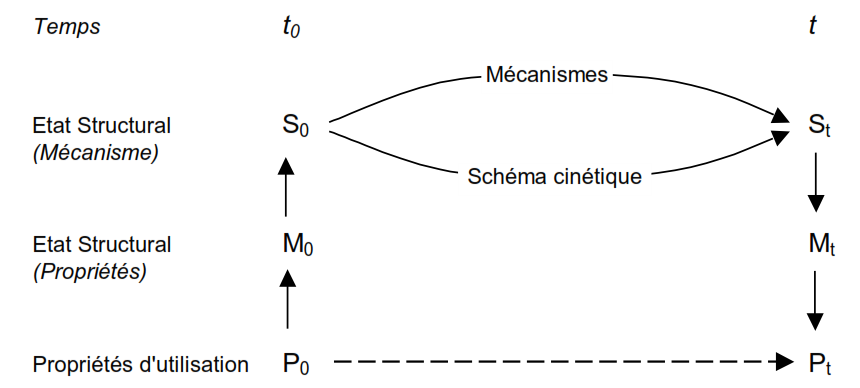 Temps t0 t
Mécanismes
Etat Structural S0 St
(Mécanisme)
Schéma cinétique
Etat Structural M0 Mt
(Propriétés)
Propriétés d'utilisation P0 Pt